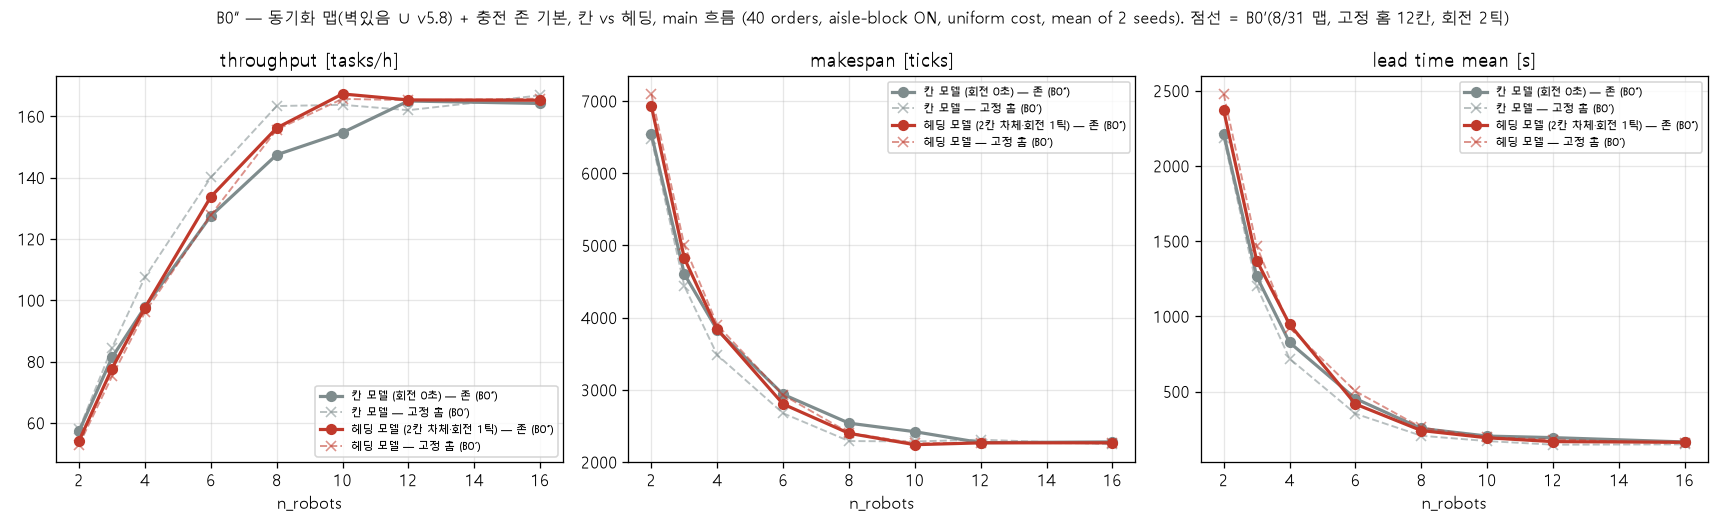 B0″ — 동기화 맵(벽있음 ∪ v5.8) + 충전 존 기본, 칸 vs 헤딩, main 흐름 (40 orders, aisle-block ON, uniform cost, mean of 2 seeds). 점선 = B0′(8/31 맵, 고정 홈 12칸, 회전 2틱)
throughput [tasks/h]
160
140
120
100
80
60
2 4 6 8 10 12 14 16
n_robots
칸 모델 (회전 0초) — 존 (B0″)
칸 모델 — 고정 홈 (B0′)
헤딩 모델 (2칸 차체·회전 1틱) — 존 (B0″)
헤딩 모델 — 고정 홈 (B0′)
makespan [ticks]
7000
6000
5000
4000
3000
2000
2 4 6 8 10 12 14 16
n_robots
칸 모델 (회전 0초) — 존 (B0″)
칸 모델 — 고정 홈 (B0′)
헤딩 모델 (2칸 차체·회전 1틱) — 존 (B0″)
헤딩 모델 — 고정 홈 (B0′)
lead time mean [s]
2500
2000
1500
1000
500
2 4 6 8 10 12 14 16
n_robots
칸 모델 (회전 0초) — 존 (B0″)
칸 모델 — 고정 홈 (B0′)
헤딩 모델 (2칸 차체·회전 1틱) — 존 (B0″)
헤딩 모델 — 고정 홈 (B0′)